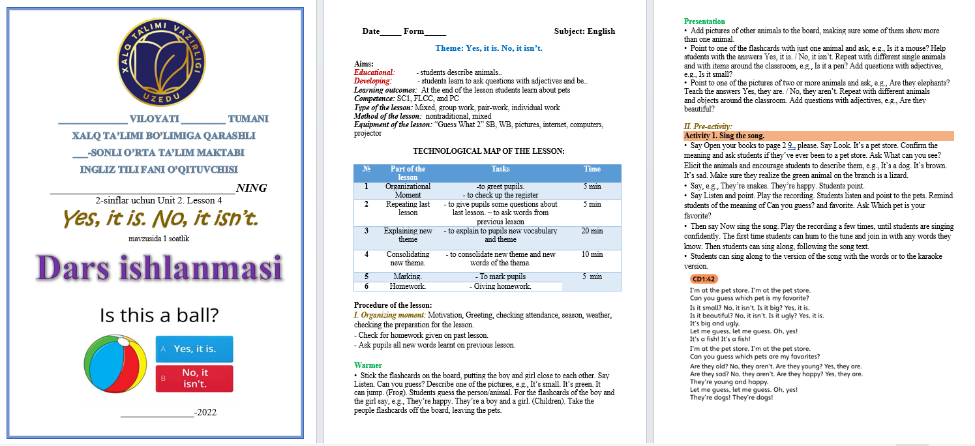 XALQ TA'LIMI VAZIRLIGI
UZEDU
_____________ VILOYATI ________ TUMANI
XALQ TA'LIMI BO'LIMIGA QARASHLI
___-SONLI O'RTA TA'LIM MAKTABI
INGLIZ TILI FANI O'QITUVCHISI
______________________________NING
2-sinflar uchun Unit 2. Lesson 4
Yes, it is. No, it isn't.
mavzusida 1 soatlik
Dars ishlanmasi
Is this a ball?
A Yes, it is.
B No, it
isn't.
_______________-2022
Date_____ Form_____ Subject: English
Theme: Yes, it is. No, it isn't.
Aims:
Educational: - students describe animals..
Developing: - students learn to ask questions with adjectives and be..
Learning outcomes: At the end of the lesson students learn about pets
Competence: SC1, FLCC, and PC
Type of the lesson: Mixed, group work, pair-work, individual work
Method of the lesson: nontraditional, mixed
Equipment of the lesson: "Guess What 2" SB, WB, pictures, internet, computers,
projector
TECHNOLOGICAL MAP OF THE LESSON:
№ Part of the lesson Tasks Time
1 Organizational Moment -to greet pupils. - to check up the register 5 min
2 Repeating last lesson - to give pupils some questions about last lesson. – to ask words from previous lesson 5 min
3 Explaining new theme - to explain to pupils new vocabulary and theme 20 min
4 Consolidating new theme. - to consolidate new theme and new words of the theme. 10 min
5 Marking. - To mark pupils 5 min
6 Homework. - Giving homework.
Procedure of the lesson:
I. Organizing moment: Motivation, Greeting, checking attendance, season, weather,
checking the preparation for the lesson.
- Check for homework given on past lesson.
- Ask pupils all new words learnt on previous lesson.
Warmer
• Stick the flashcards on the board, putting the boy and girl close to each other. Say
Listen. Can you guess? Describe one of the pictures, e.g., It's small. It's green. It
can jump. (Frog). Students guess the person/animal. For the flashcards of the boy and
the girl say, e.g., They're happy. They're a boy and a girl. (Children). Take the
people flashcards off the board, leaving the pets.
Presentation
• Add pictures of other animals to the board, making sure some of them show more
than one animal.
• Point to one of the flashcards with just one animal and ask, e.g., Is it a mouse? Help
students with the answers Yes, it is. / No, it isn't. Repeat with different single animals
and with items around the classroom, e.g., Is it a pen? Add questions with adjectives,
e.g., Is it small?
• Point to one of the pictures of two or more animals and ask, e.g., Are they elephants?
Teach the answers Yes, they are. / No, they aren't. Repeat with different animals
and objects around the classroom. Add questions with adjectives, e.g., Are they
beautiful?
II. Pre-activity:
Activity 1. Sing the song.
• Say Open your books to page 2 9., please. Say Look. It's a pet store. Confirm the
meaning and ask students if they've ever been to a pet store. Ask What can you see?
Elicit the animals and encourage students to describe them, e.g., It's a dog. It's brown.
It's sad. Make sure they realize the green animal on the branch is a lizard.
• Say, e.g., They're snakes. They're happy. Students point.
• Say Listen and point. Play the recording. Students listen and point to the pets. Remind
students of the meaning of Can you guess? and favorite. Ask Which pet is your
favorite?
• Then say Now sing the song. Play the recording a few times, until students are singing
confidently. The first time students can hum to the tune and join in with any words they
know. Then students can sing along, following the song text.
• Students can sing along to the version of the song with the words or to the karaoke
version.
CD1:42
I'm at the pet store. I'm at the pet store.
Can you guess which pet is my favorite?
Is it small? No, it isn't. Is it big? Yes, it is.
Is it beautiful? No, it isn't. Is it ugly? Yes, it is.
It's big and ugly.
Let me guess, let me guess. Oh, yes!
It's a fish! It's a fish!
I'm at the pet store. I'm at the pet store.
Can you guess which pets are my favorites?
Are they old? No, they aren't. Are they young? Yes, they are.
Are they sad? No, they aren't. Are they happy? Yes, they are.
They're young and happy.
Let me guess, let me guess. Oh, yes!
They're dogs! They're dogs!